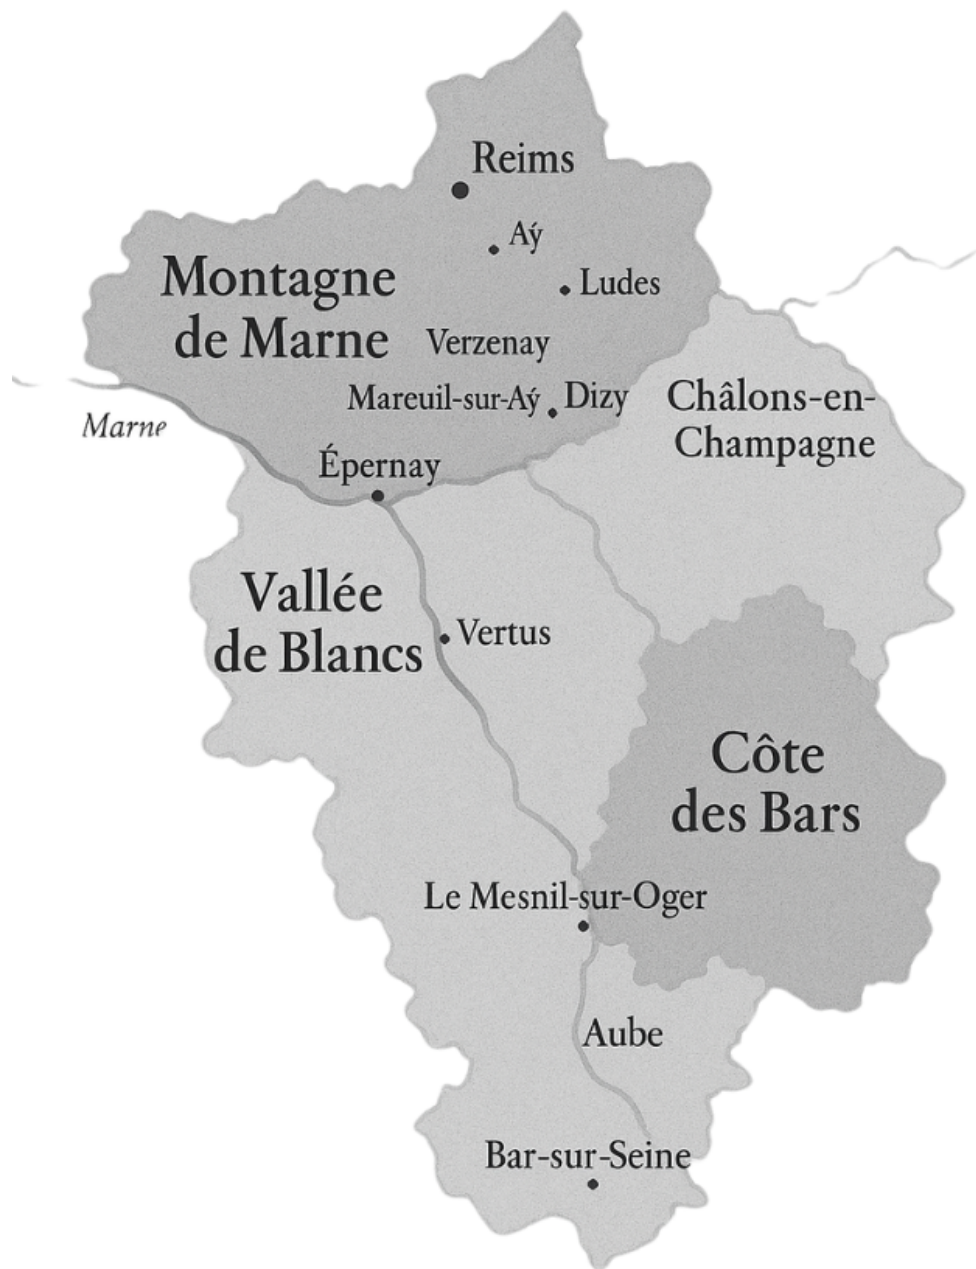 Reims
Aý
Ludes
Montagne
de Marne
Verzenay
Mareuil-sur-Aý
Dizy
Châlons-en-
Champagne
Marne
Épernay
Vallée
de Blancs
Vertus
Côte
des Bars
Le Mesnil-sur-Oger
Aube
Bar-sur-Seine